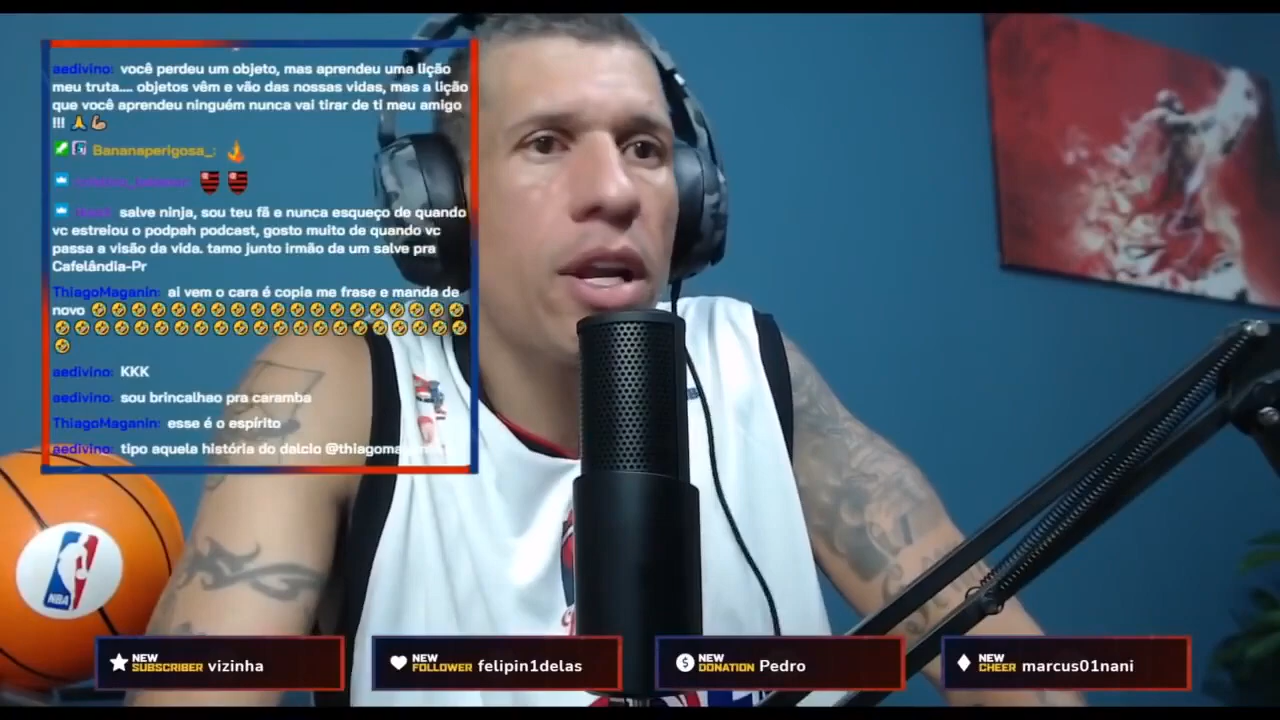 aedivino: você perdeu um objeto, mas aprendeu uma lição
meu truta.... objetos vêm e vão das nossas vidas, mas a lição
que você aprendeu ninguém nunca vai tirar de ti meu amigo
!!! 🙏 💪🏽
Bananaperigosa_: 🔥
salve ninja, sou teu fã e nunca esqueço de quando
vc estreiou o podpah podcast, gosto muito de quando vc
passa a visão da vida. tamo junto irmão da um salve pra
Cafelândia-Pr
ThiagoMaganin: ai vem o cara é copia me frase e manda de
novo 🤣🤣🤣🤣🤣🤣🤣🤣🤣🤣🤣🤣🤣🤣🤣🤣🤣🤣🤣
🤣🤣🤣🤣🤣🤣🤣🤣🤣🤣🤣🤣🤣🤣🤣🤣🤣🤣🤣🤣🤣
🤣
aedivino: KKK
aedivino: sou brincalhao pra caramba
ThiagoMaganin: esse é o espírito
aedivino: tipo aquela história do dalcio
NBA
NEW SUBSCRIBER vizinha
NEW FOLLOWER felipin1delas
NEW DONATION Pedro
NEW CHEER marcus01nani